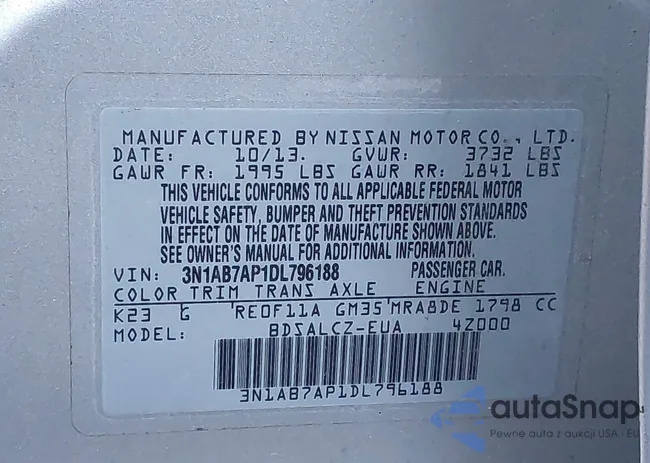 MANUFACTURED BY NISSAN MOTOR CO., LTD.
DATE: 10/13. GVWR: 3732 LBS
GAWR FR: 1995 LBS GAWR RR: 1841 LBS
THIS VEHICLE CONFORMS TO ALL APPLICABLE FEDERAL MOTOR
VEHICLE SAFETY, BUMPER AND THEFT PREVENTION STANDARDS
IN EFFECT ON THE DATE OF MANUFACTURE SHOWN ABOVE.
SEE OWNER'S MANUAL FOR ADDITIONAL INFORMATION.
VIN: 3N1AB7AP1DL796188 PASSENGER CAR.
COLOR TRIM TRANS AXLE ENGINE
K23 G 'RE0F11A GM35'MRA8DE 1798 CC
MODEL: BDSALCZ-EUA 4Z000
3N1AB7AP1DL796188
autaSnap
Pewne auta z aukcji USA · EU